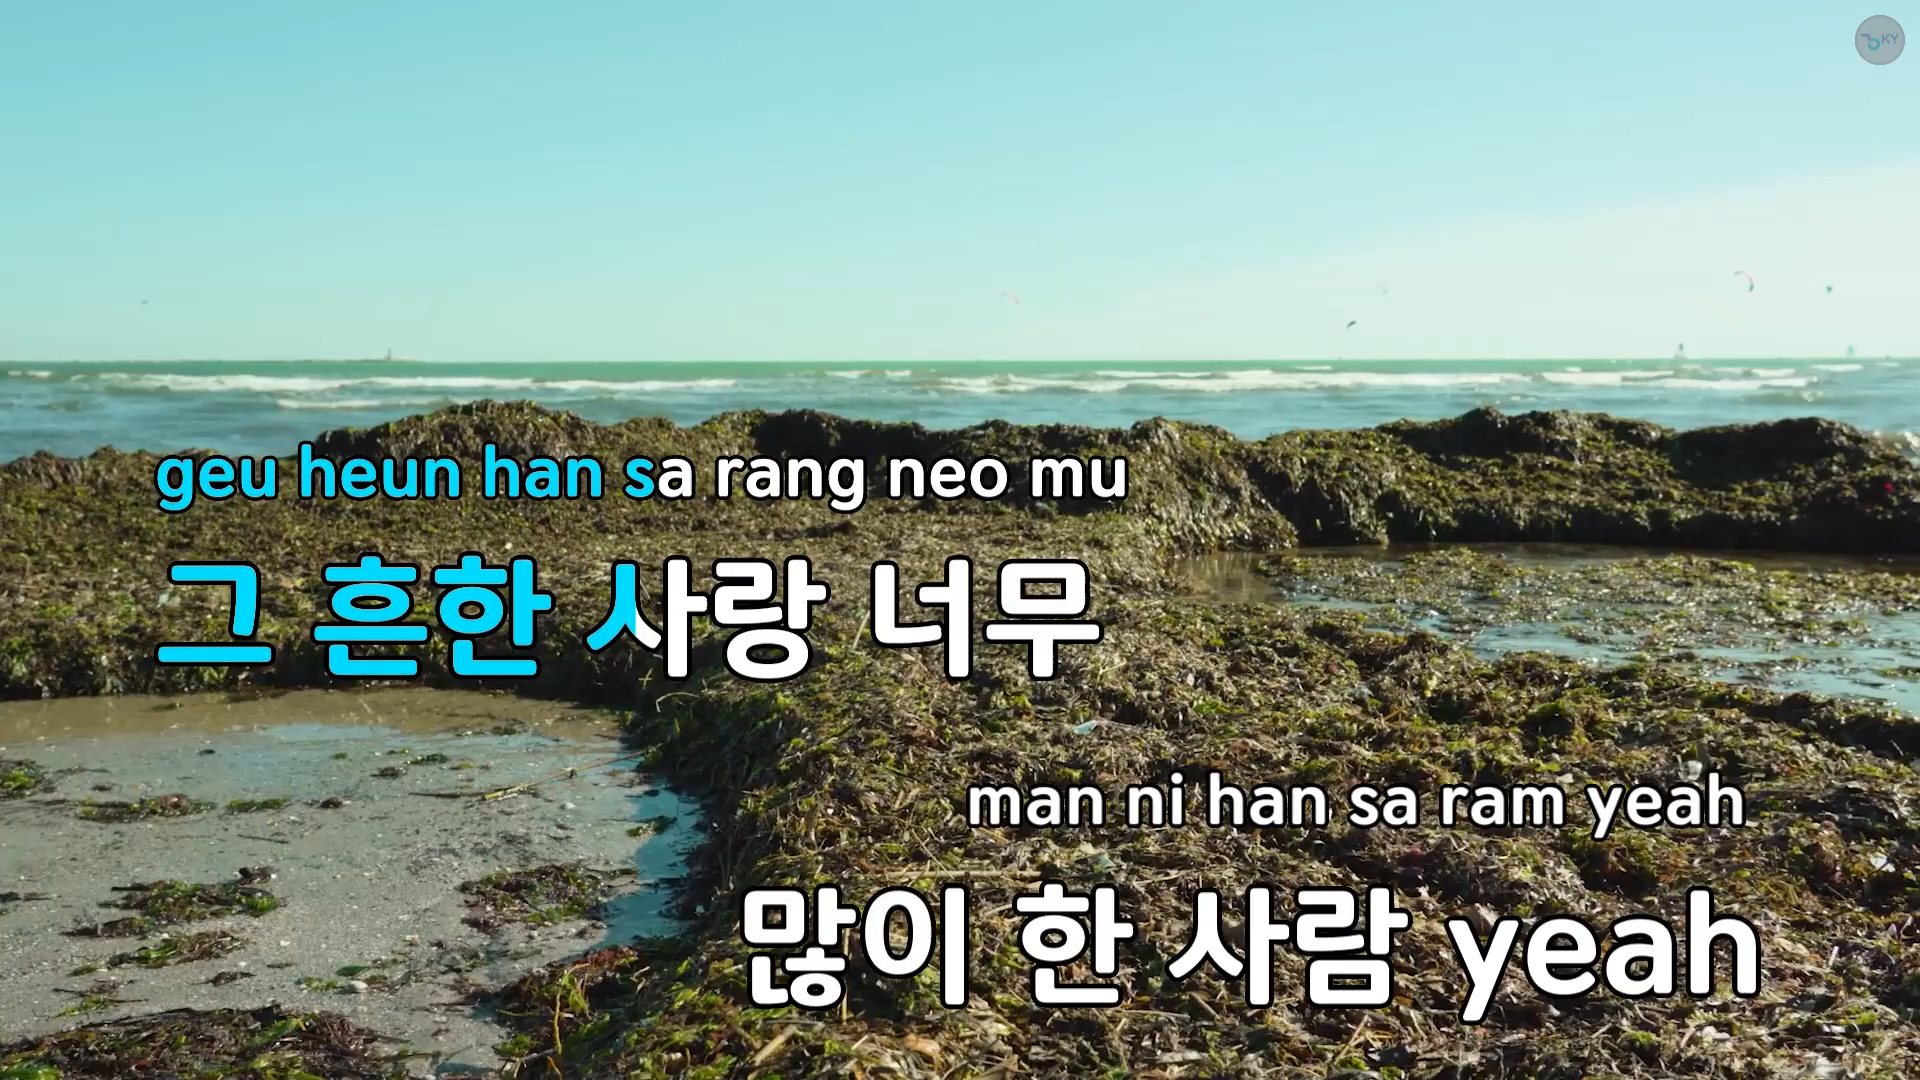 KY
geu heun han sa rang neo mu
그 흔한 사랑 너무
man ni han sa ram yeah
많이 한 사람 yeah